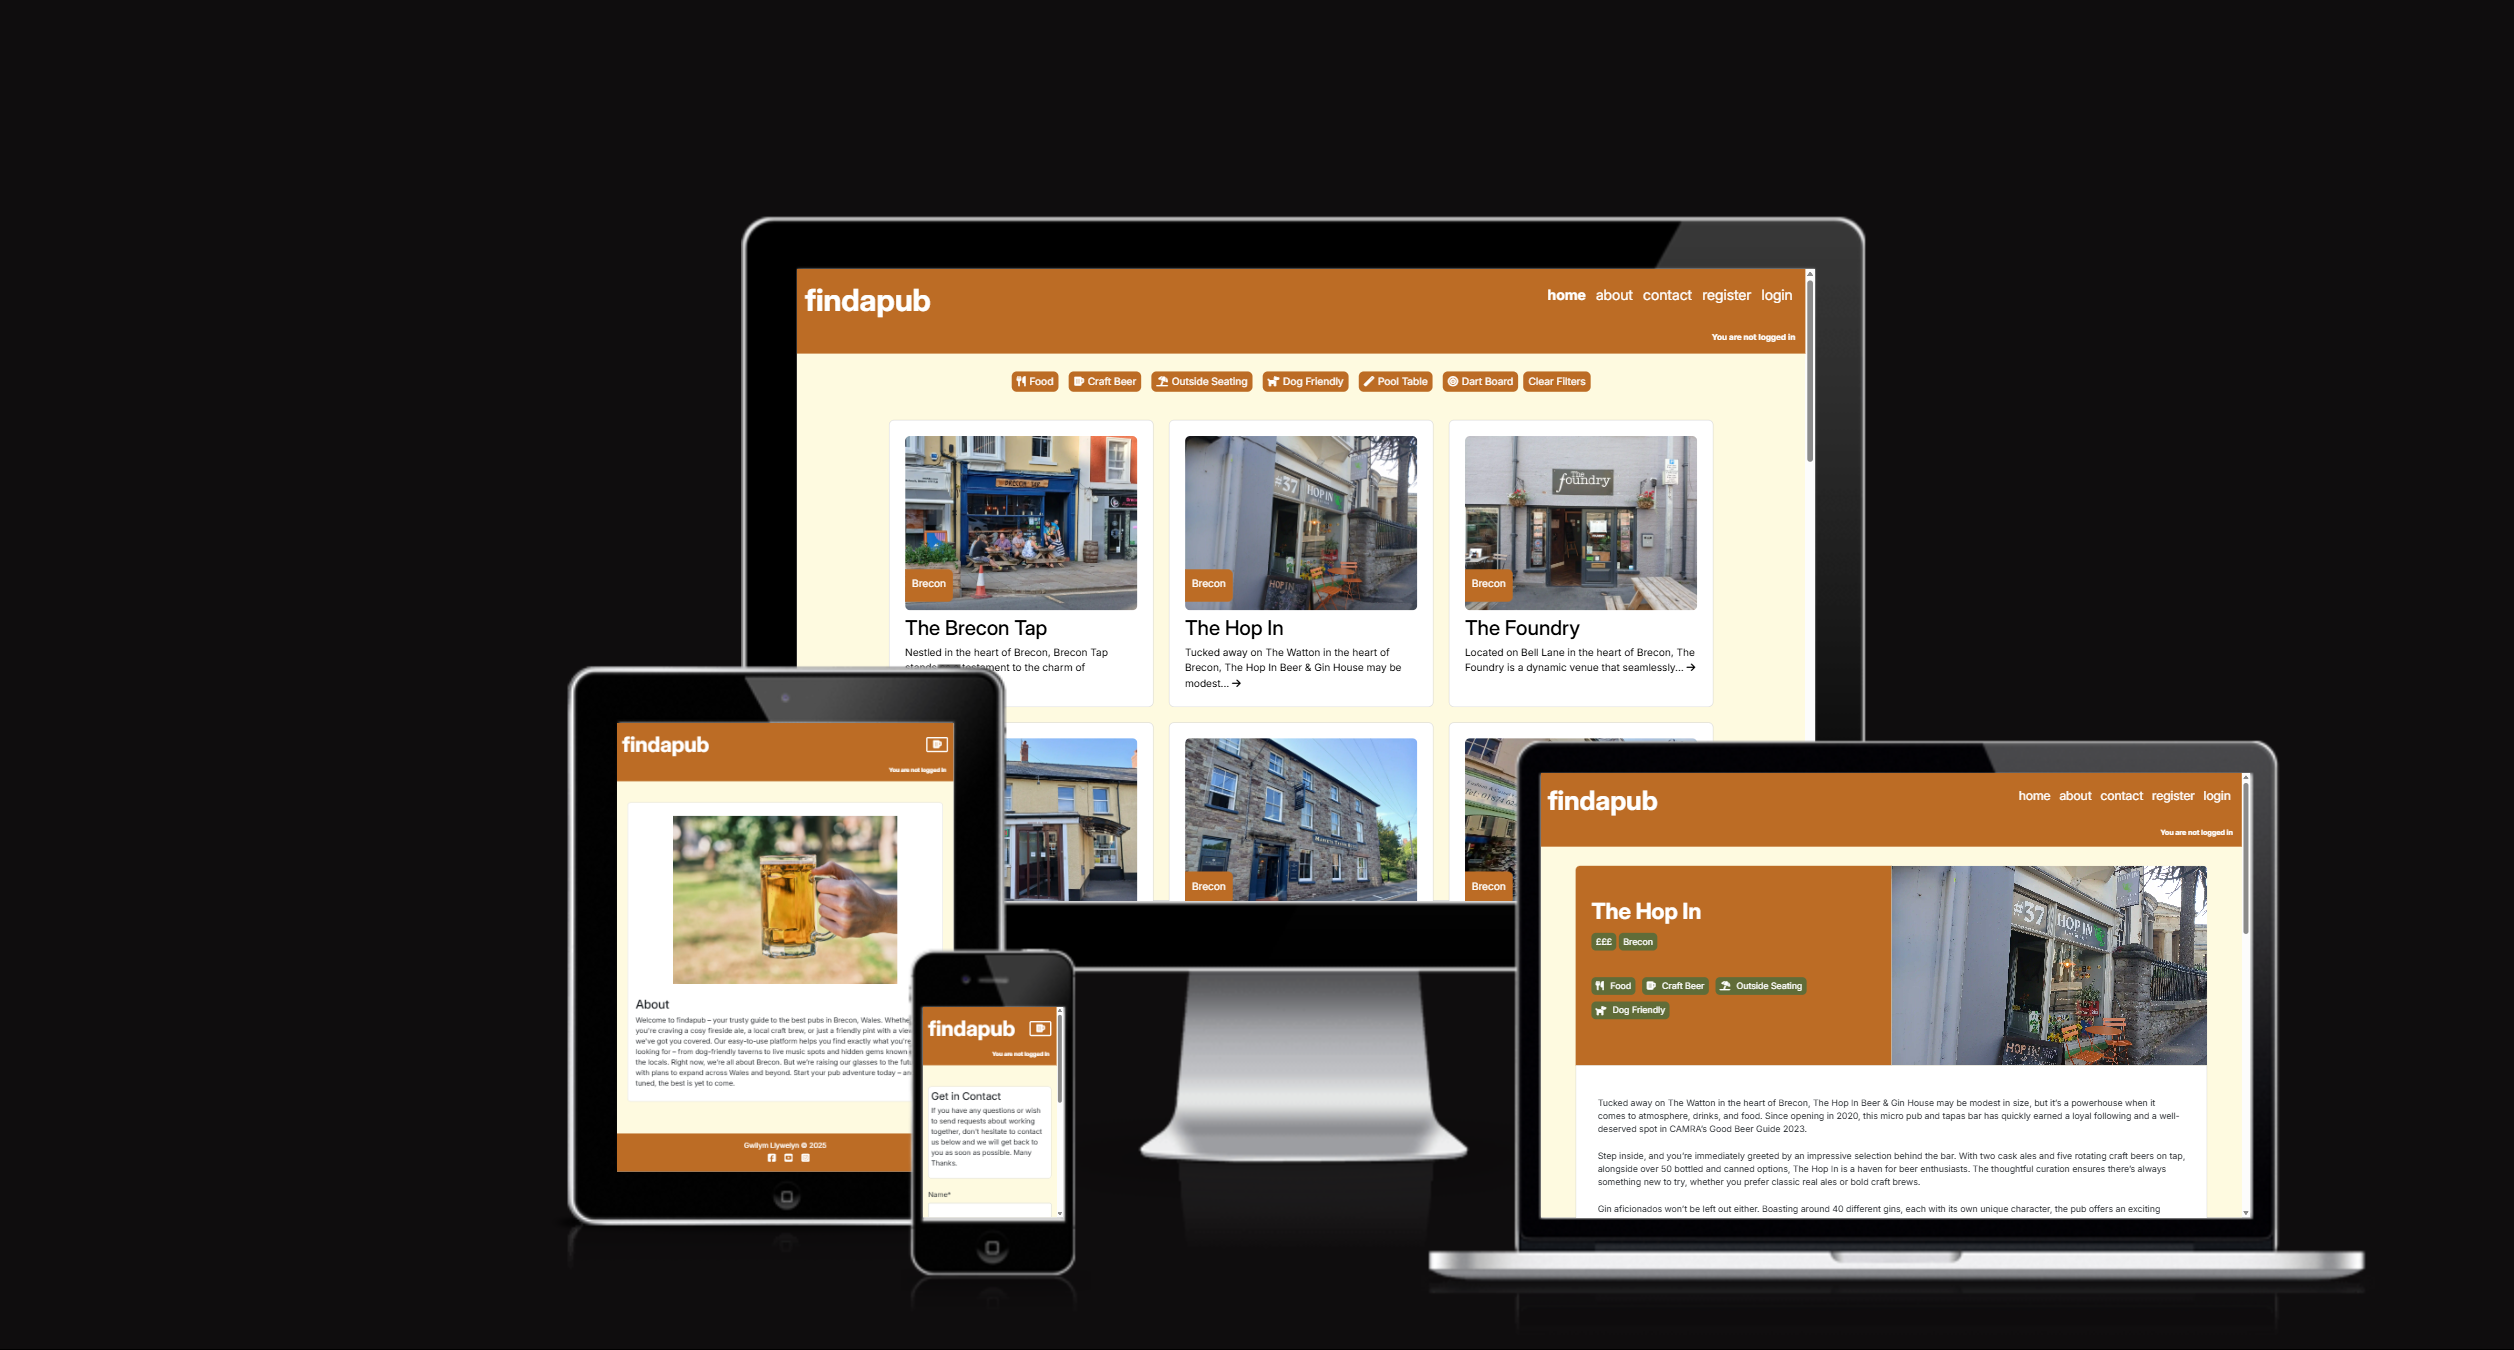 findapub
home about contact register login
You are not logged in
Food Craft Beer Outside Seating Dog Friendly Pool Table Dart Board Clear Filters
BRECON TAP
Brecon
The Brecon Tap
Nestled in the heart of Brecon, Brecon Tap
testament to the charm of
#37 HOP IN
HOP IN
Brecon
The Hop In
Tucked away on The Watton in the heart of
Brecon, The Hop In Beer & Gin House may be
modest... →
The
foundry
Brecon
The Foundry
Located on Bell Lane in the heart of Brecon, The
Foundry is a dynamic venue that seamlessly... →
Brecon
Brecon
findapub
You are not logged in
About
Welcome to findapub – your trusty guide to the best pubs in Brecon, Wales. Whethe
you're craving a cosy fireside ale, a local craft brew, or just a friendly pint with a view
we've got you covered. Our easy-to-use platform helps you find exactly what you're
looking for – from dog-friendly taverns to live music spots and hidden gems known
the locals. Right now, we're all about Brecon. But we're raising our glasses to the futu
with plans to expand across Wales and beyond. Start your pub adventure today – an
tuned, the best is yet to come.
Gwilym Llywelyn © 2025
findapub
You are not logged in
Get in Contact
If you have any questions or wish
to send requests about working
together, don't hesitate to contact
us below and we will get back to
you as soon as possible. Many
Thanks.
Name*
findapub
home about contact register login
You are not logged in
The Hop In
£££ Brecon
Food Craft Beer Outside Seating
Dog Friendly
#37 HOP IN
HOP IN
Tucked away on The Watton in the heart of Brecon, The Hop In Beer & Gin House may be modest in size, but it's a powerhouse when it
comes to atmosphere, drinks, and food. Since opening in 2020, this micro pub and tapas bar has quickly earned a loyal following and a well-
deserved spot in CAMRA's Good Beer Guide 2023.
Step inside, and you're immediately greeted by an impressive selection behind the bar. With two cask ales and five rotating craft beers on tap,
alongside over 50 bottled and canned options, The Hop In is a haven for beer enthusiasts. The thoughtful curation ensures there's always
something new to try, whether you prefer classic real ales or bold craft brews.
Gin aficionados won't be left out either. Boasting around 40 different gins, each with its own unique character, the pub offers an exciting